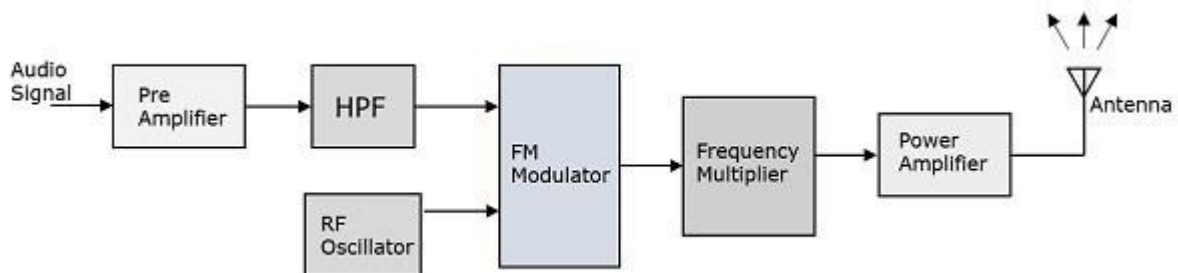 Audio
Signal
Pre
Amplifier
HPF
RF
Oscillator
FM
Modulator
Frequency
Multiplier
Power
Amplifier
Antenna